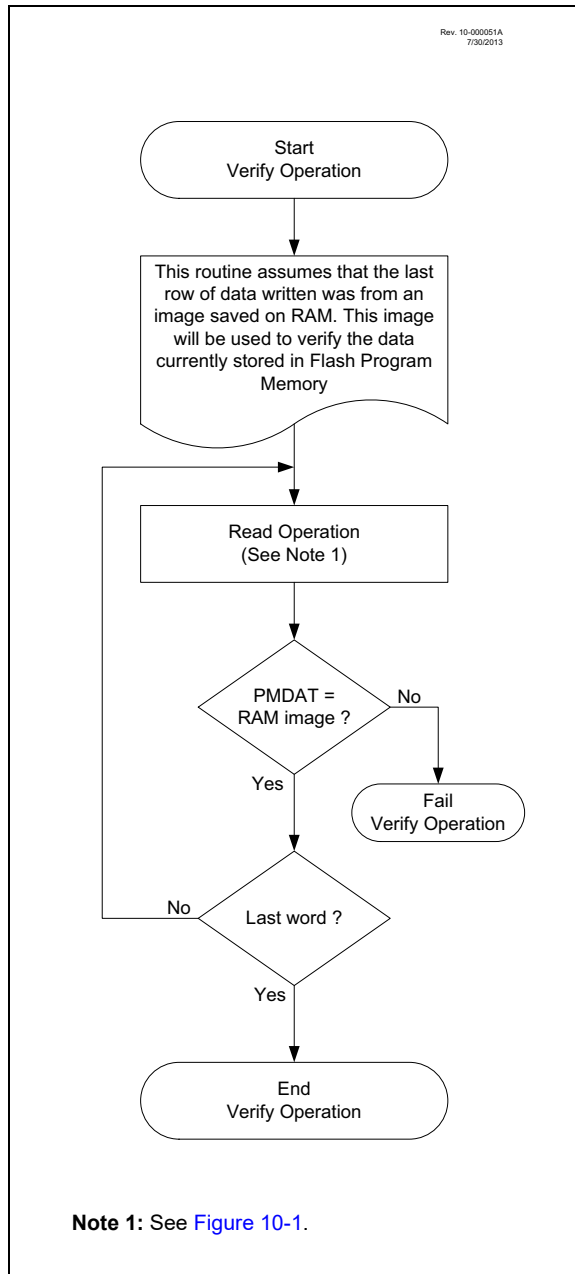 Rev. 10-000051A
7/30/2013
Start
Verify Operation
This routine assumes that the last
row of data written was from an
image saved on RAM. This image
will be used to verify the data
currently stored in Flash Program
Memory
Read Operation
(See Note 1)
PMDAT =
RAM image ?
No
Yes
Fail
Verify Operation
Last word ?
No
Yes
End
Verify Operation
Note 1: See Figure 10-1.